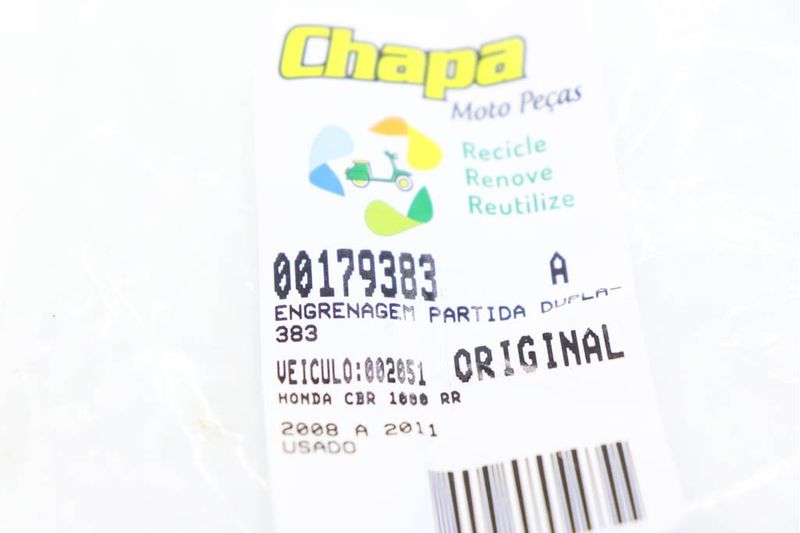 Chapa
Moto Peças
Recicle
Renove
Reutilize
00179383 A
ENGRENAGEM PARTIDA DUPLA-
383
VEICULO:002051 ORIGINAL
HONDA CBR 1000 RR
2008 A 2011
USADO